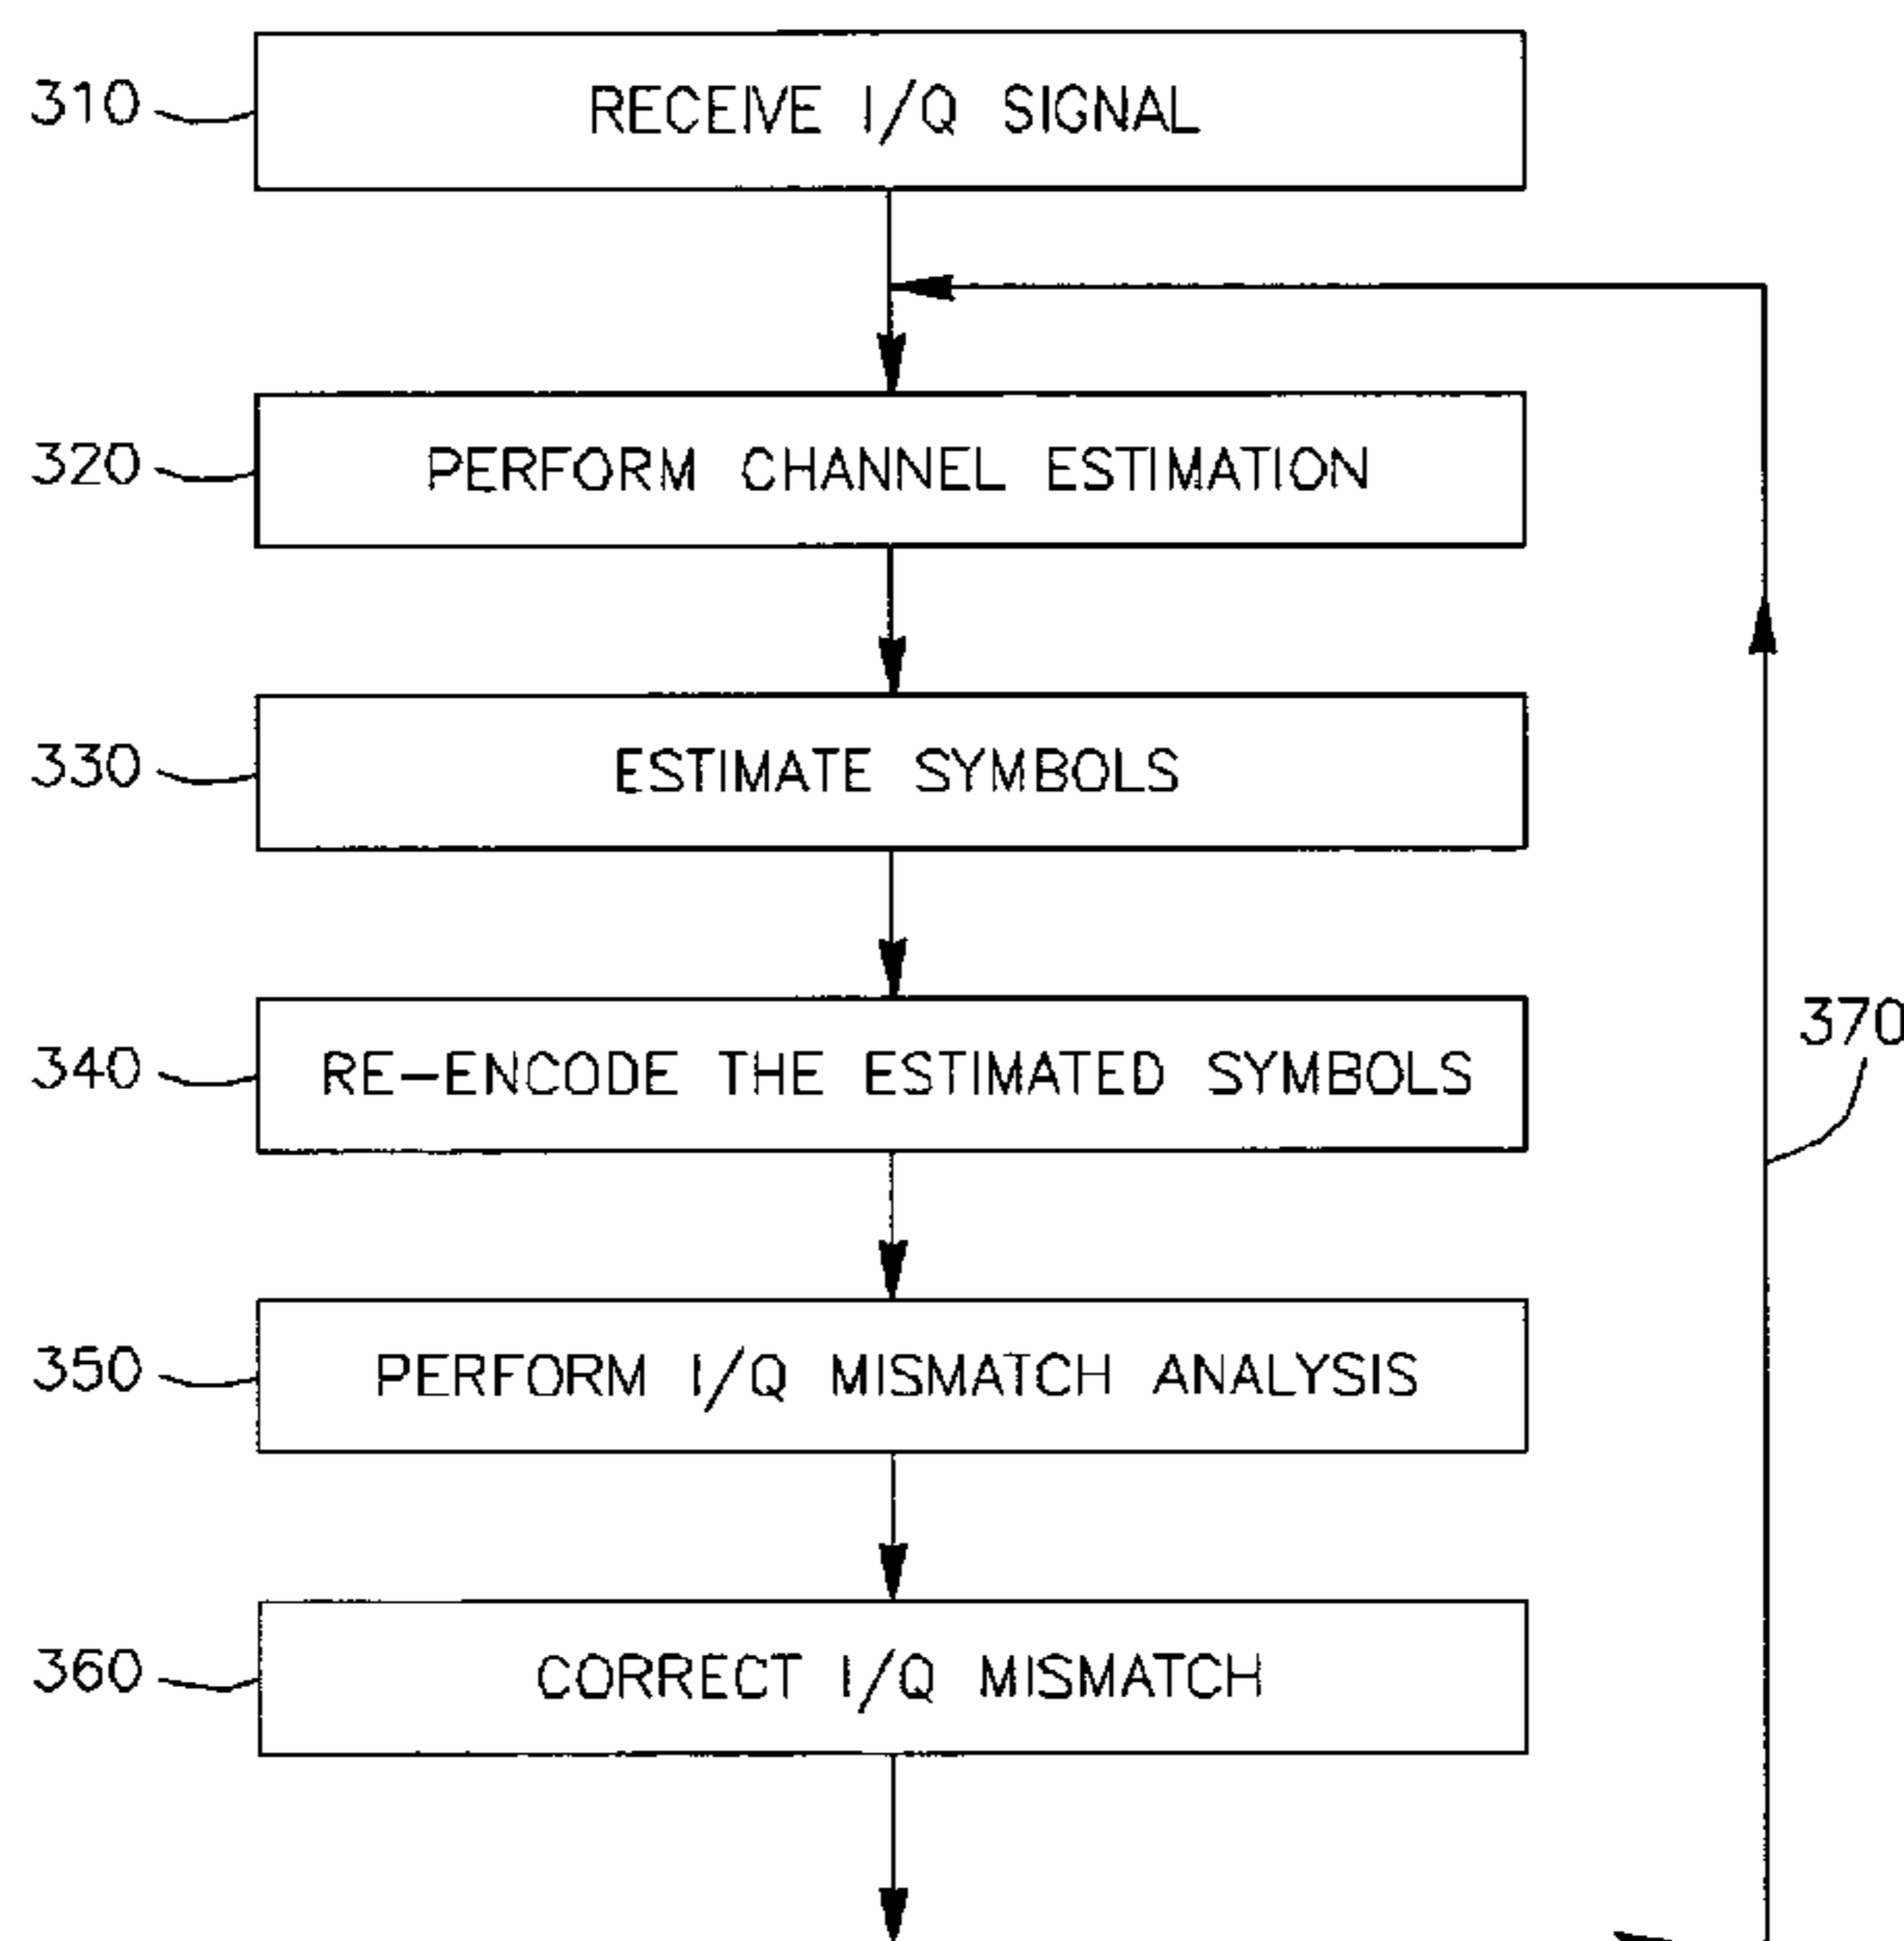 310 RECEIVE I/Q SIGNAL
320 PERFORM CHANNEL ESTIMATION
330 ESTIMATE SYMBOLS
340 RE-ENCODE THE ESTIMATED SYMBOLS
370
350 PERFORM I/Q MISMATCH ANALYSIS
360 CORRECT I/Q MISMATCH